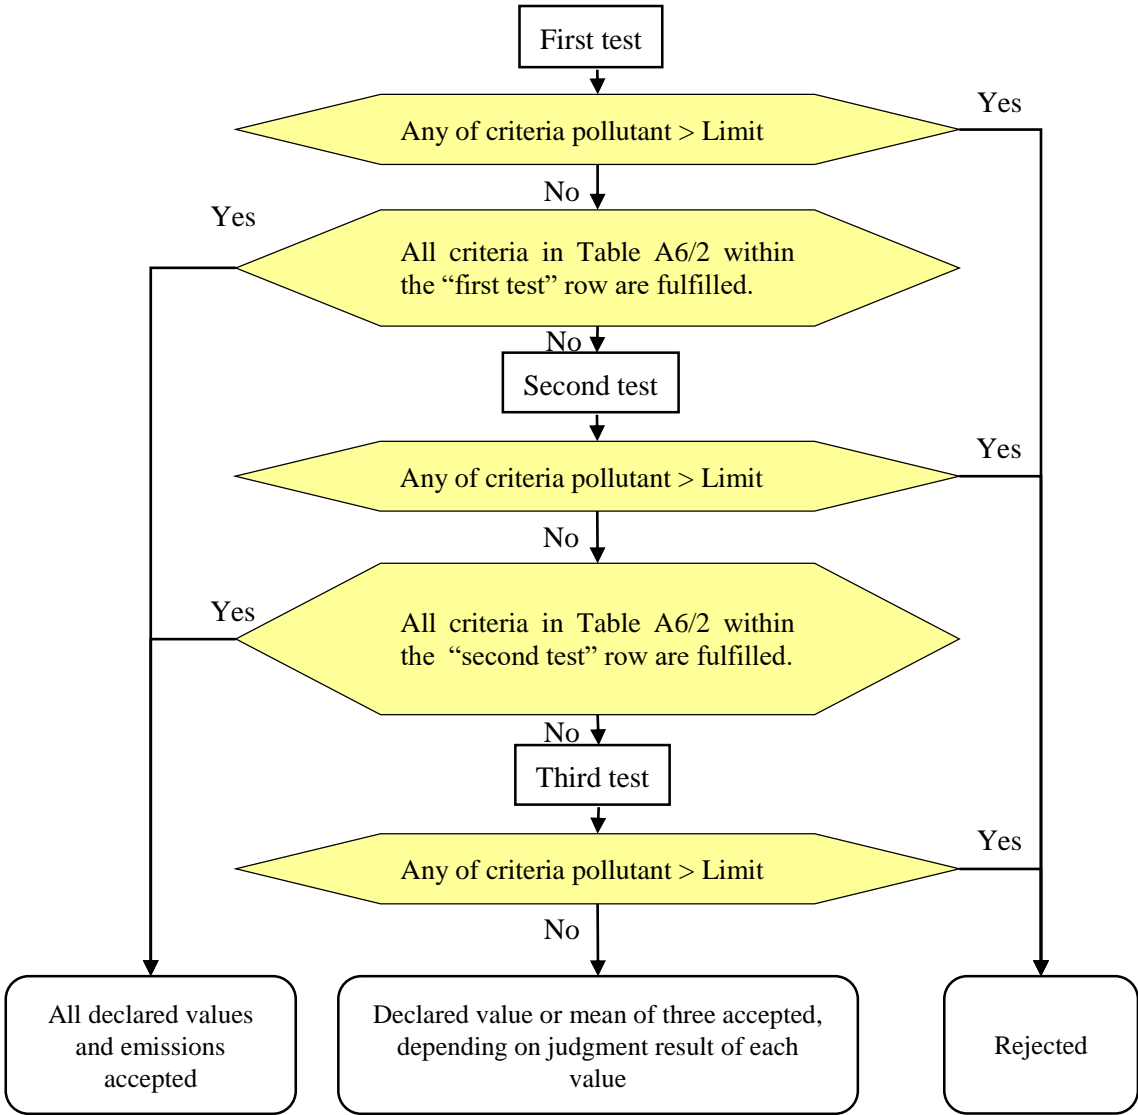 First test
Yes
Any of criteria pollutant > Limit
No
Yes
All criteria in Table A6/2 within
the “first test” row are fulfilled.
No
Second test
Yes
Any of criteria pollutant > Limit
No
Yes
All criteria in Table A6/2 within
the “second test” row are fulfilled.
No
Third test
Yes
Any of criteria pollutant > Limit
No
All declared values
and emissions
accepted
Declared value or mean of three accepted,
depending on judgment result of each
value
Rejected